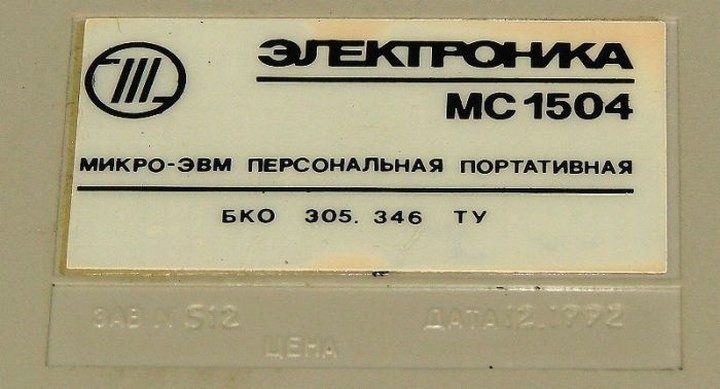 ЭЛЕКТРОНИКА
МС 1504
МИКРО-ЭВМ ПЕРСОНАЛЬНАЯ ПОРТАТИВНАЯ
БКО 305. 346 ТУ
ЗАВ N 512 ДАТА 12.1992
ЦЕНА